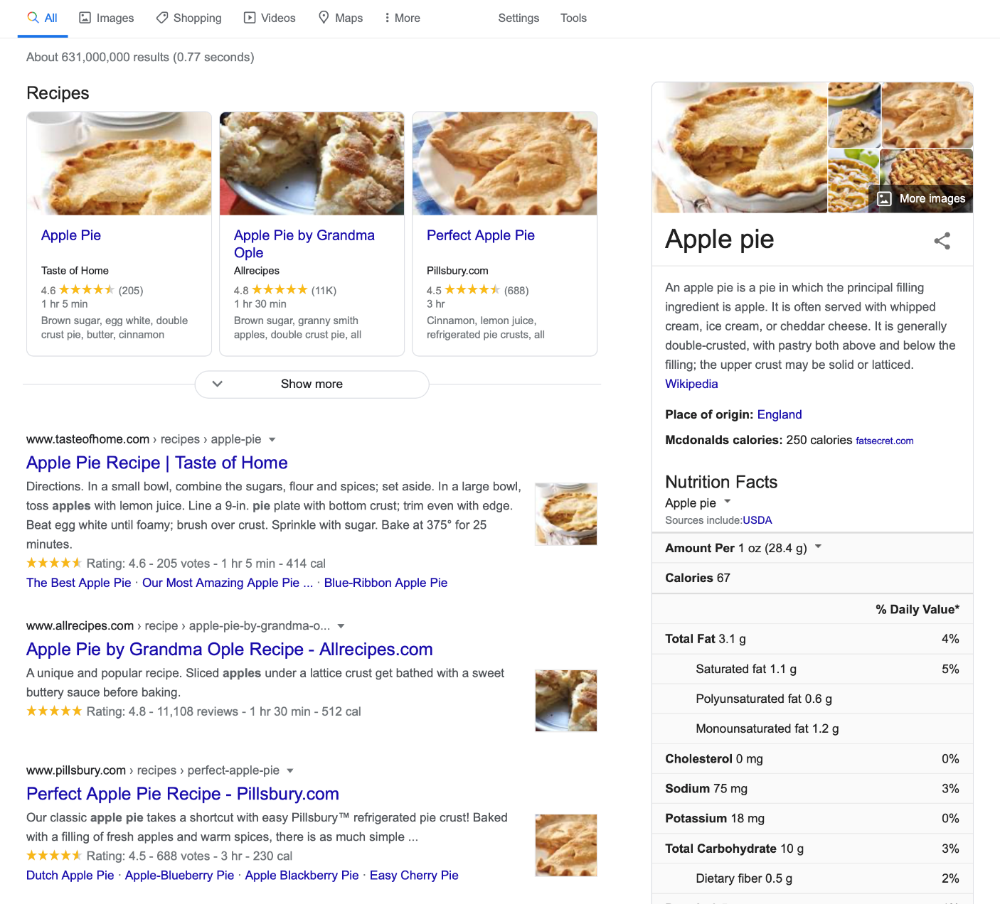 All
Images
Shopping
Videos
Maps
More
Settings
Tools
About 631,000,000 results (0.77 seconds)
Recipes
Apple Pie
Taste of Home
4.6 (205)
1 hr 5 min
Brown sugar, egg white, double
crust pie, butter, cinnamon
Apple Pie by Grandma
Ople
Allrecipes
4.8 (11K)
1 hr 30 min
Brown sugar, granny smith
apples, double crust pie, all
Perfect Apple Pie
Pillsbury.com
4.5 (688)
3 hr
Cinnamon, lemon juice,
refrigerated pie crusts, all
Show more
www.tasteofhome.com › recipes › apple-pie
Apple Pie Recipe | Taste of Home
Directions. In a small bowl, combine the sugars, flour and spices; set aside. In a large bowl,
toss apples with lemon juice. Line a 9-in. pie plate with bottom crust; trim even with edge.
Beat egg white until foamy; brush over crust. Sprinkle with sugar. Bake at 375° for 25
minutes.
Rating: 4.6 - 205 votes - 1 hr 5 min - 414 cal
The Best Apple Pie · Our Most Amazing Apple Pie ... · Blue-Ribbon Apple Pie
www.allrecipes.com › recipe › apple-pie-by-grandma-o...
Apple Pie by Grandma Ople Recipe - Allrecipes.com
A unique and popular recipe. Sliced apples under a lattice crust get bathed with a sweet
buttery sauce before baking.
Rating: 4.8 - 11,108 reviews - 1 hr 30 min - 512 cal
www.pillsbury.com › recipes › perfect-apple-pie
Perfect Apple Pie Recipe - Pillsbury.com
Our classic apple pie takes a shortcut with easy Pillsbury™ refrigerated pie crust! Baked
with a filling of fresh apples and warm spices, there is as much simple ...
Rating: 4.5 - 688 votes - 3 hr - 230 cal
Dutch Apple Pie · Apple-Blueberry Pie · Apple Blackberry Pie · Easy Cherry Pie
More images
Apple pie
An apple pie is a pie in which the principal filling
ingredient is apple. It is often served with whipped
cream, ice cream, or cheddar cheese. It is generally
double-crusted, with pastry both above and below the
filling; the upper crust may be solid or latticed.
Wikipedia
Place of origin: England
Mcdonalds calories: 250 calories fatsecret.com
Nutrition Facts
Apple pie
Sources include:USDA
Amount Per 1 oz (28.4 g)
Calories 67
% Daily Value*
Total Fat 3.1 g 4%
Saturated fat 1.1 g 5%
Polyunsaturated fat 0.6 g
Monounsaturated fat 1.2 g
Cholesterol 0 mg 0%
Sodium 75 mg 3%
Potassium 18 mg 0%
Total Carbohydrate 10 g 3%
Dietary fiber 0.5 g 2%